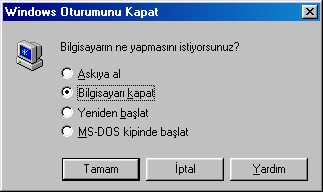 Windows Oturumunu Kapat
Bilgisayarın ne yapmasını istiyorsunuz?
Askıya al
Bilgisayarı kapat
Yeniden başlat
MS-DOS kipinde başlat
Tamam
İptal
Yardım